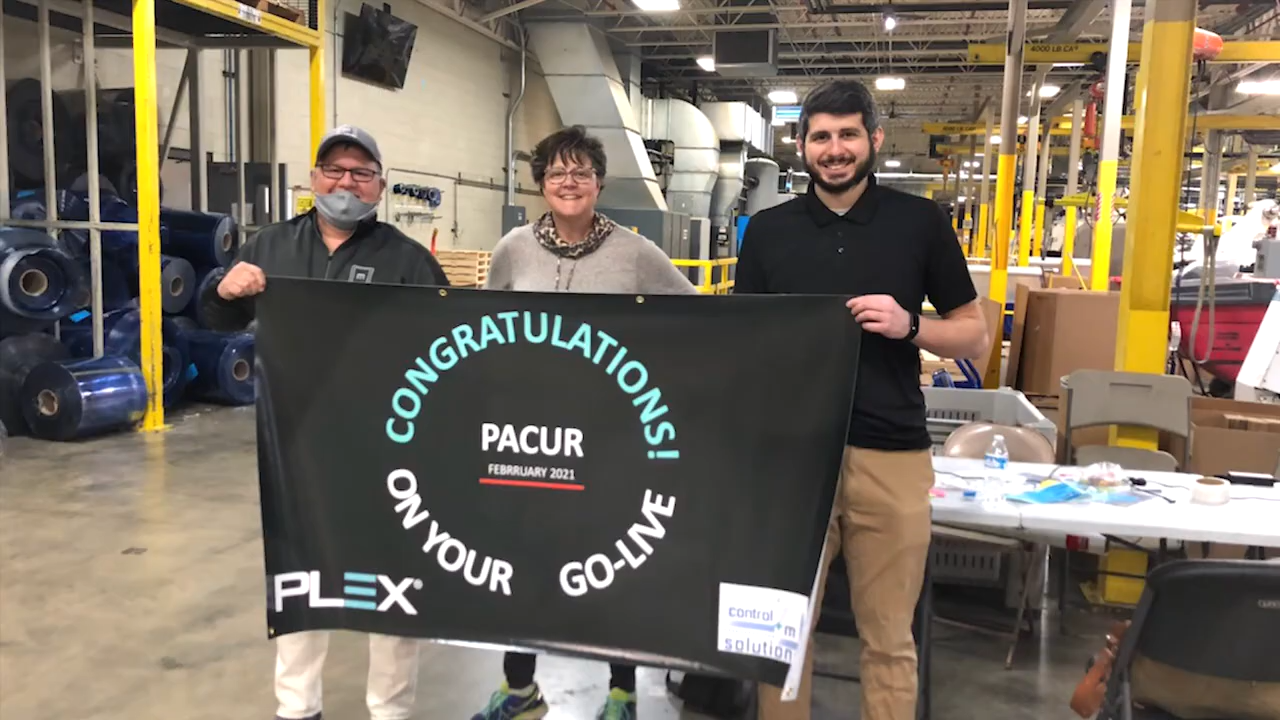 4000 LB CAP
CONGRATULATIONS!
PACUR
FEBRRUARY 2021
ON YOUR GO-LIVE
PLEX®
control m
solution